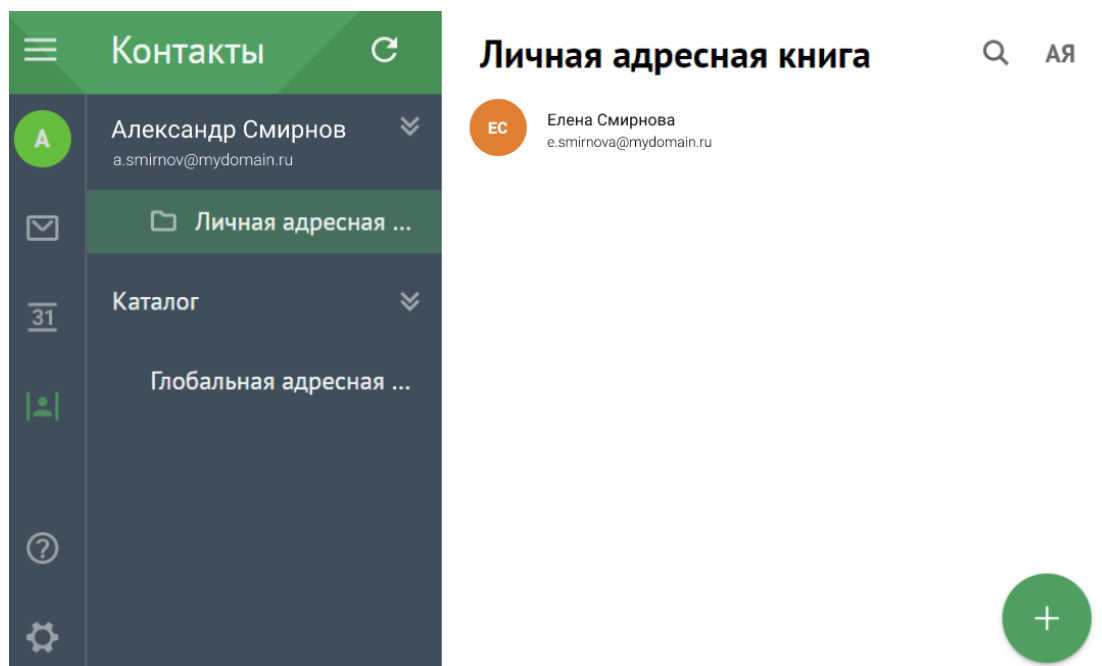 Контакты
А
Александр Смирнов
a.smirnov@mydomain.ru
Личная адресная ...
31
Каталог
Глобальная адресная ...
Личная адресная книга
АЯ
ЕС
Елена Смирнова
e.smirnova@mydomain.ru